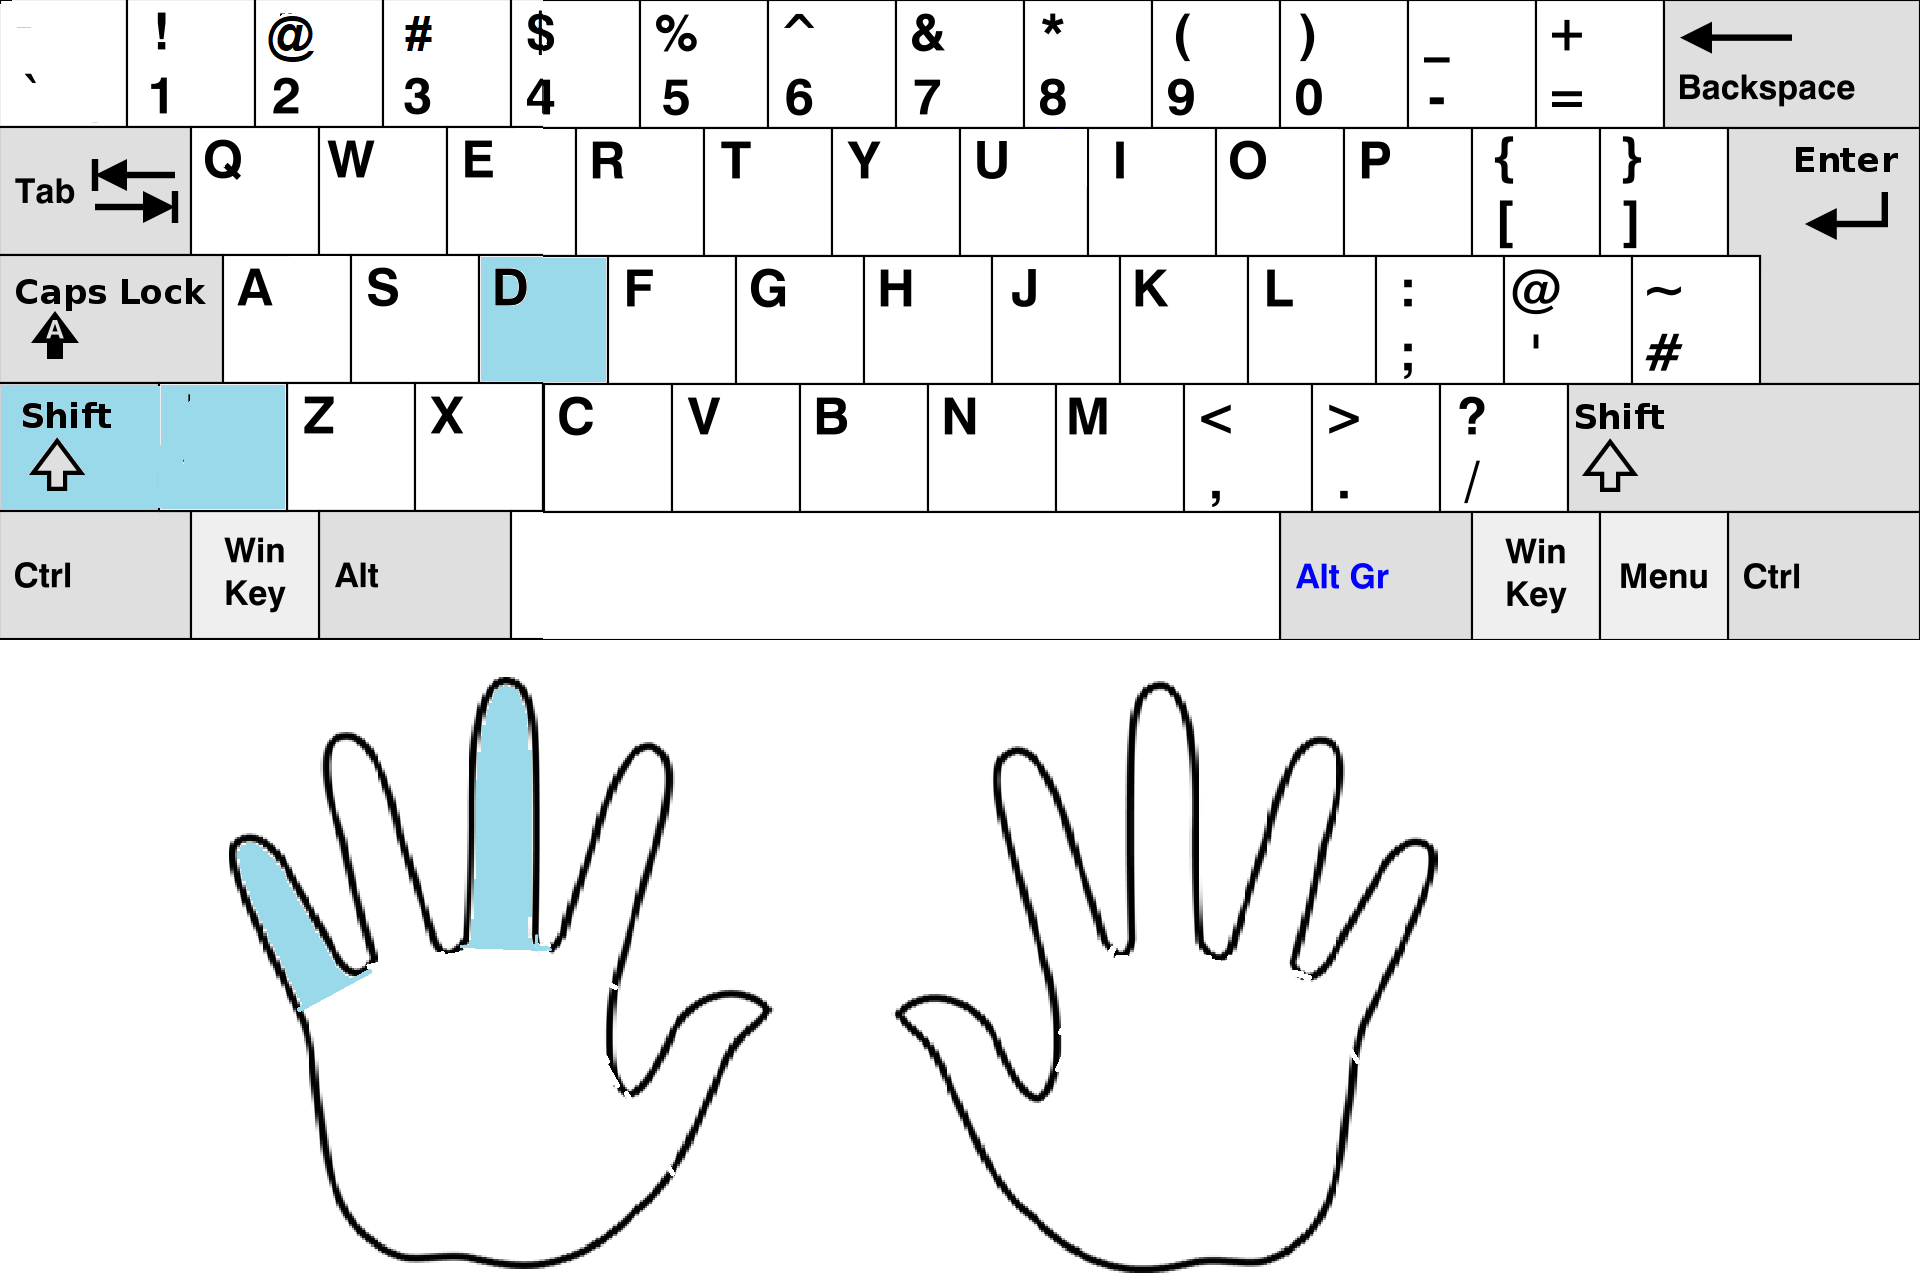 ! @ # $ % ^ & * ( ) _ +
` 1 2 3 4 5 6 7 8 9 0 - = Backspace
Tab Q W E R T Y U I O P { } Enter
[ ]
Caps Lock A S D F G H J K L : @ ~
A ; ' #
Shift Z X C V B N M < > ? Shift
, . /
Ctrl Win Key Alt Alt Gr Win Key Menu Ctrl